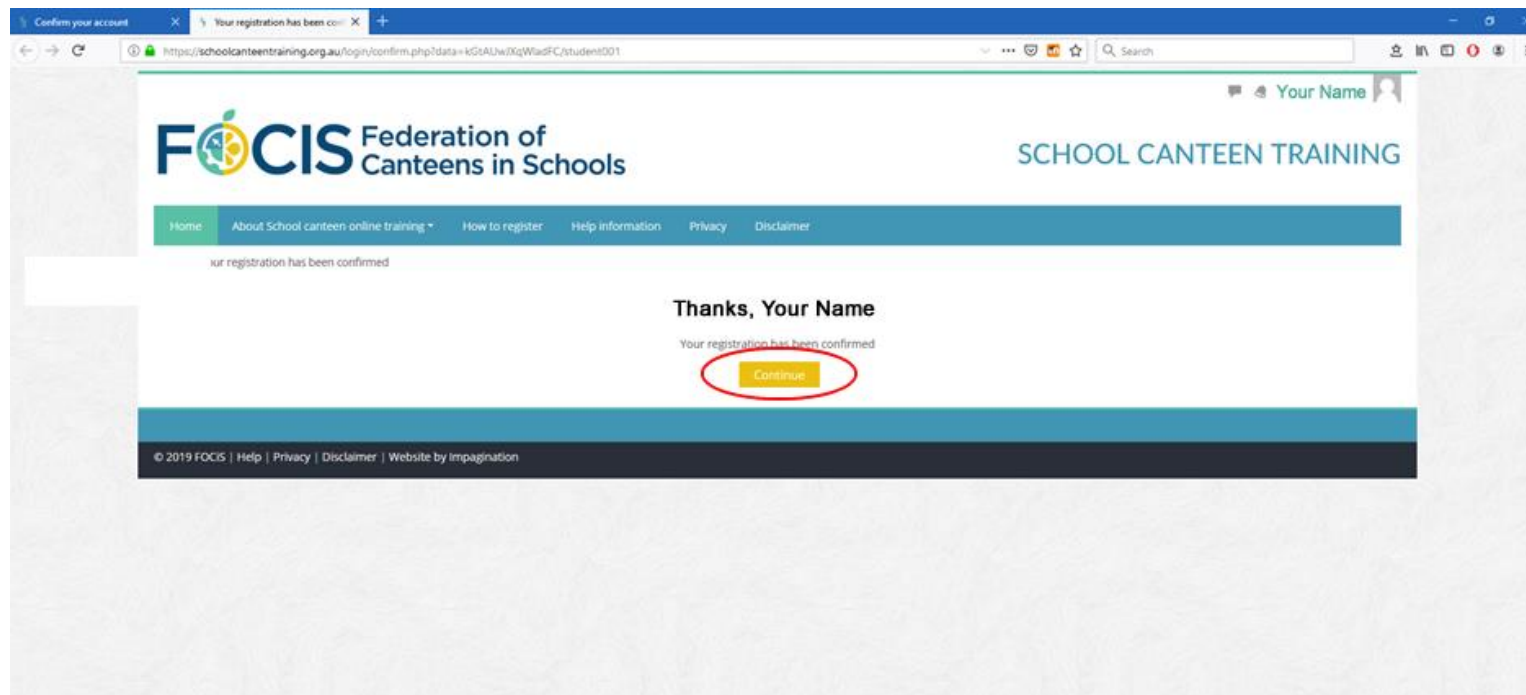 Confirm your account
Your registration has been con
https://schoolcanteentraining.org.au/login/confirm.php?data=
/student001
Search
Your Name
FOCIS Federation of
Canteens in Schools
SCHOOL CANTEEN TRAINING
Home About School canteen online training How to register Help information Privacy Disclaimer
ur registration has been confirmed
Thanks, Your Name
Your registration has been confirmed
Continue
© 2019 FOCiS | Help | Privacy | Disclaimer | Website by Impagination